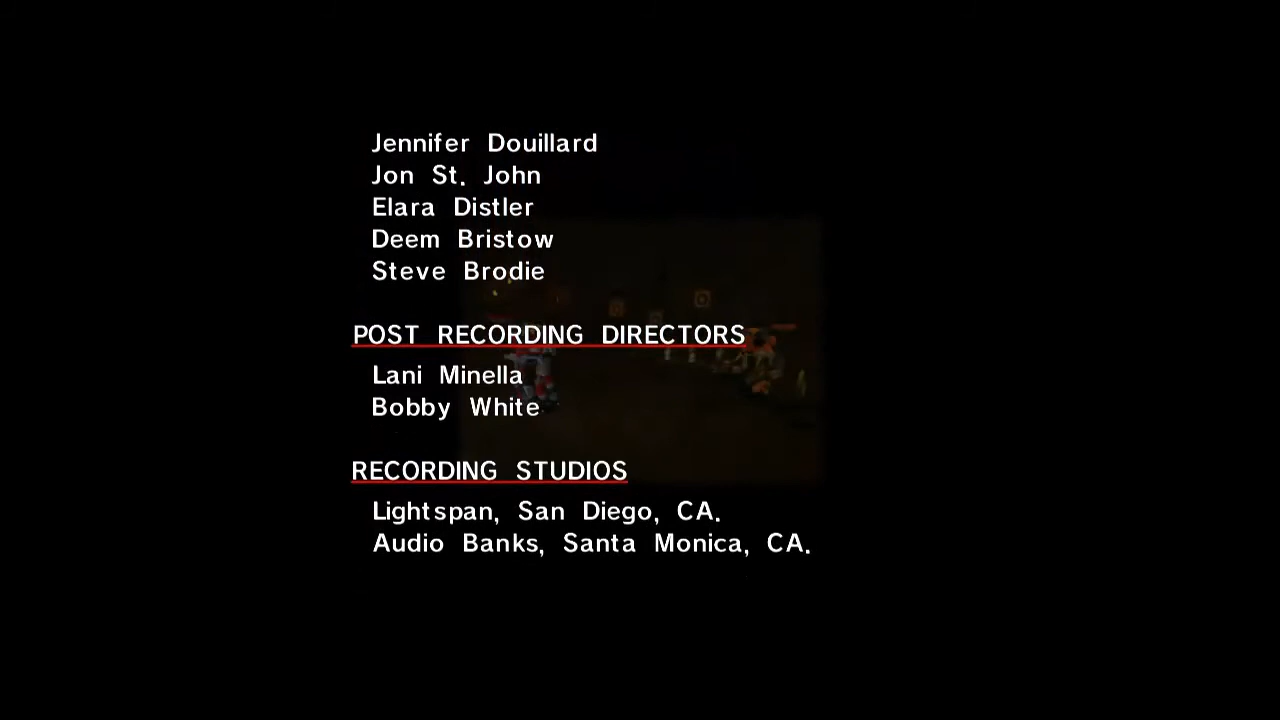 Jennifer Douillard
Jon St. John
Elara Distler
Deem Bristow
Steve Brodie
POST RECORDING DIRECTORS
Lani Minella
Bobby White
RECORDING STUDIOS
Lightspan, San Diego, CA.
Audio Banks, Santa Monica, CA.